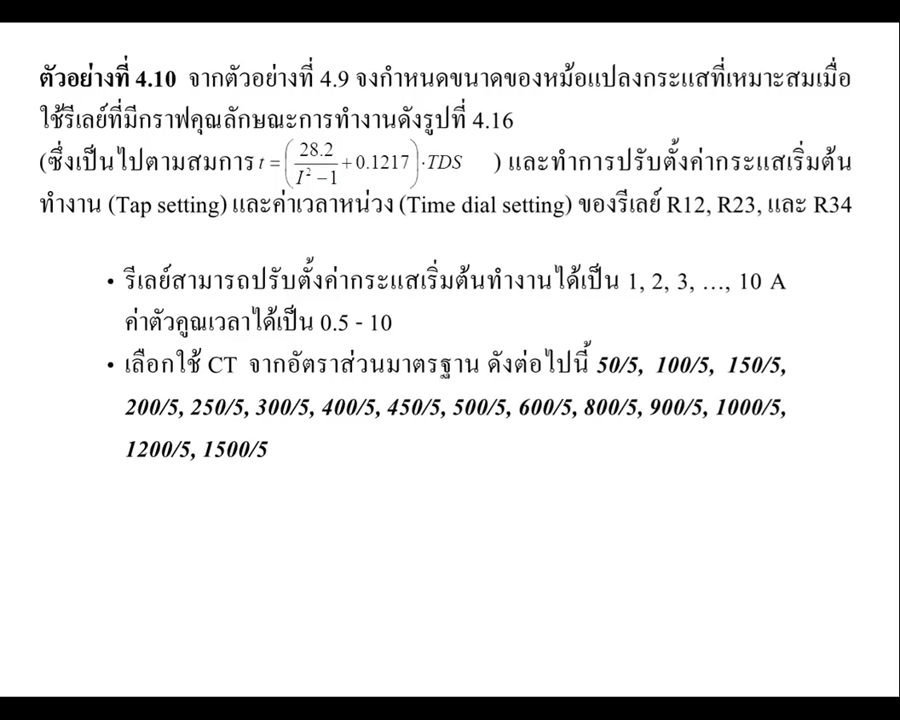 ตัวอย่างที่ 4.10 จากตัวอย่างที่ 4.9 จงกำหนดขนาดของหม้อแปลงกระแสที่เหมาะสมเมื่อ
ใช้รีเลย์ที่มีกราฟคุณลักษณะการทำงานดังรูปที่ 4.16
(ซึ่งเป็นไปตามสมการ t = (28.2/(I² − 1) + 0.1217) · TDS ) และทำการปรับตั้งค่ากระแสเริ่มต้น
ทำงาน (Tap setting) และค่าเวลาหน่วง (Time dial setting) ของรีเลย์ R12, R23, และ R34
• รีเลย์สามารถปรับตั้งค่ากระแสเริ่มต้นทำงานได้เป็น 1, 2, 3, …, 10 A
ค่าตัวคูณเวลาได้เป็น 0.5 - 10
• เลือกใช้ CT จากอัตราส่วนมาตรฐาน ดังต่อไปนี้ 50/5, 100/5, 150/5,
200/5, 250/5, 300/5, 400/5, 450/5, 500/5, 600/5, 800/5, 900/5, 1000/5,
1200/5, 1500/5